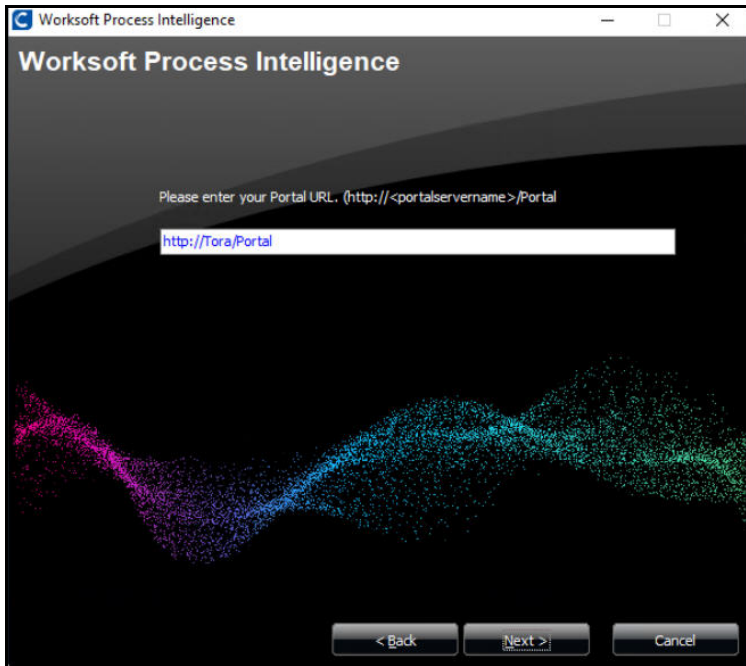 Worksoft Process Intelligence
Worksoft Process Intelligence
Please enter your Portal URL. (http://<portalservername>/Portal
http://Tora/Portal
< Back Next > Cancel